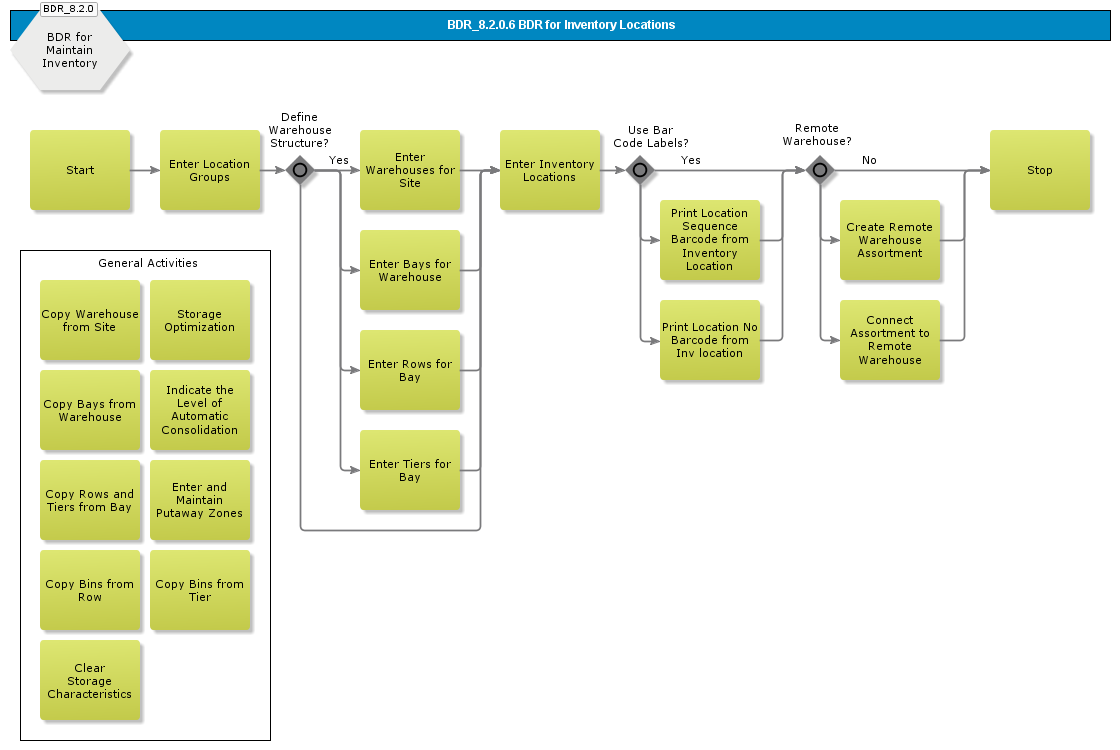 BDR_8.2.0
BDR_8.2.0.6 BDR for Inventory Locations
BDR for
Maintain
Inventory
Start
Enter Location
Groups
Define
Warehouse
Structure?
Yes
Enter
Warehouses for
Site
Enter Bays for
Warehouse
Enter Rows for
Bay
Enter Tiers for
Bay
Enter Inventory
Locations
Use Bar
Code Labels?
Yes
Print Location
Sequence
Barcode from
Inventory
Location
Print Location No
Barcode from
Inv location
Remote
Warehouse?
No
Create Remote
Warehouse
Assortment
Connect
Assortment to
Remote
Warehouse
Stop
General Activities
Copy Warehouse
from Site
Storage
Optimization
Copy Bays from
Warehouse
Indicate the
Level of
Automatic
Consolidation
Copy Rows and
Tiers from Bay
Enter and
Maintain
Putaway Zones
Copy Bins from
Row
Copy Bins from
Tier
Clear
Storage
Characteristics